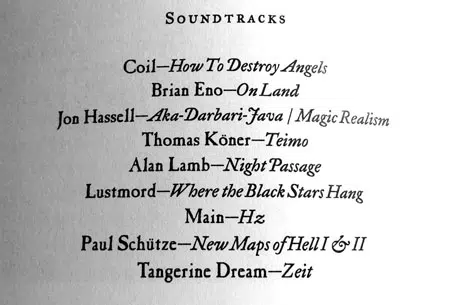 Soundtracks
Coil—How To Destroy Angels
Brian Eno—On Land
Jon Hassell—Aka-Darbari-Java / Magic Realism
Thomas Köner—Teimo
Alan Lamb—Night Passage
Lustmord—Where the Black Stars Hang
Main—Hz
Paul Schütze—New Maps of Hell I & II
Tangerine Dream—Zeit